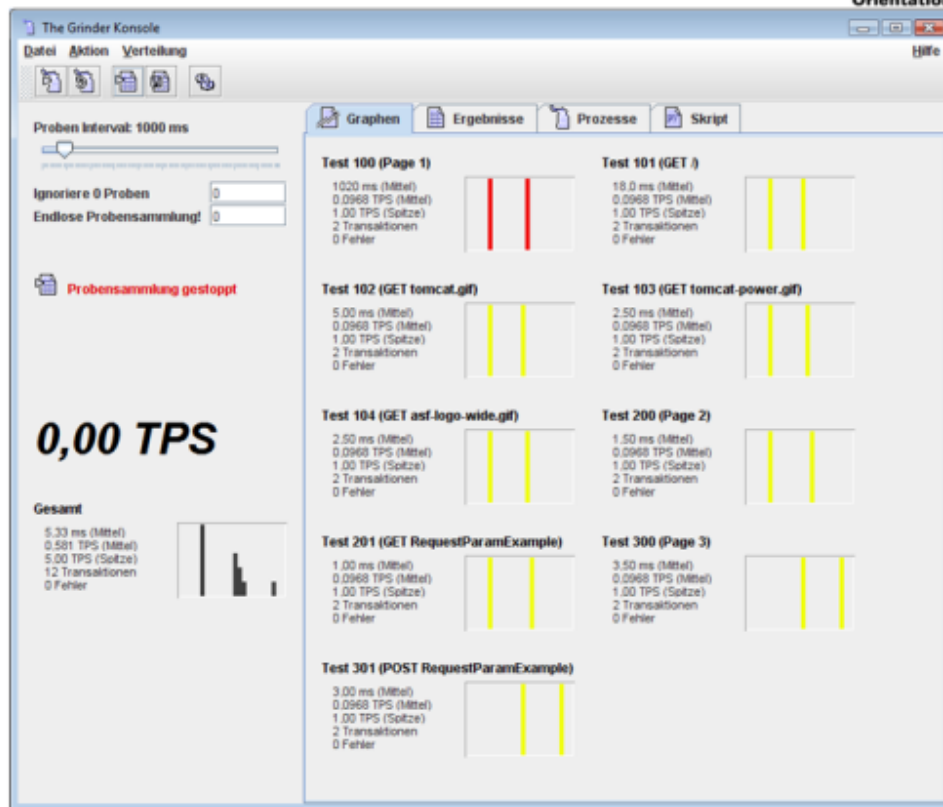 Orientation
The Grinder Konsole
Datei Aktion Verteilung
Hilfe
Proben Interval: 1000 ms
Ignoriere 0 Proben 0
Endlose Probensammlung! 0
Probensammlung gestoppt
0,00 TPS
Gesamt
5.33 ms (Mittel)
0.581 TPS (Mittel)
5.00 TPS (Spitze)
12 Transaktionen
0 Fehler
Graphen Ergebnisse Prozesse Skript
Test 100 (Page 1)
1020 ms (Mittel)
0.0968 TPS (Mittel)
1.00 TPS (Spitze)
2 Transaktionen
0 Fehler
Test 101 (GET /)
18.0 ms (Mittel)
0.0968 TPS (Mittel)
1.00 TPS (Spitze)
2 Transaktionen
0 Fehler
Test 102 (GET tomcat.gif)
5.00 ms (Mittel)
0.0968 TPS (Mittel)
1.00 TPS (Spitze)
2 Transaktionen
0 Fehler
Test 103 (GET tomcat-power.gif)
2.50 ms (Mittel)
0.0968 TPS (Mittel)
1.00 TPS (Spitze)
2 Transaktionen
0 Fehler
Test 104 (GET asf-logo-wide.gif)
2.50 ms (Mittel)
0.0968 TPS (Mittel)
1.00 TPS (Spitze)
2 Transaktionen
0 Fehler
Test 200 (Page 2)
1.50 ms (Mittel)
0.0968 TPS (Mittel)
1.00 TPS (Spitze)
2 Transaktionen
0 Fehler
Test 201 (GET RequestParamExample)
1.00 ms (Mittel)
0.0968 TPS (Mittel)
1.00 TPS (Spitze)
2 Transaktionen
0 Fehler
Test 300 (Page 3)
3.50 ms (Mittel)
0.0968 TPS (Mittel)
1.00 TPS (Spitze)
2 Transaktionen
0 Fehler
Test 301 (POST RequestParamExample)
3.00 ms (Mittel)
0.0968 TPS (Mittel)
1.00 TPS (Spitze)
2 Transaktionen
0 Fehler